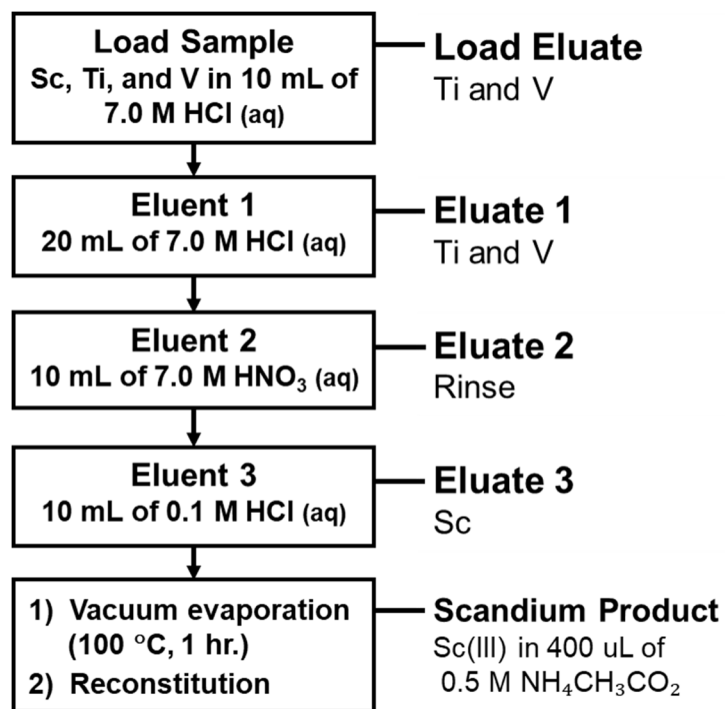 Load Sample
Sc, Ti, and V in 10 mL of
7.0 M HCl (aq)
Load Eluate
Ti and V
Eluent 1
20 mL of 7.0 M HCl (aq)
Eluate 1
Ti and V
Eluent 2
10 mL of 7.0 M HNO₃ (aq)
Eluate 2
Rinse
Eluent 3
10 mL of 0.1 M HCl (aq)
Eluate 3
Sc
1) Vacuum evaporation
(100 °C, 1 hr.)
2) Reconstitution
Scandium Product
Sc(III) in 400 uL of
0.5 M NH₄CH₃CO₂